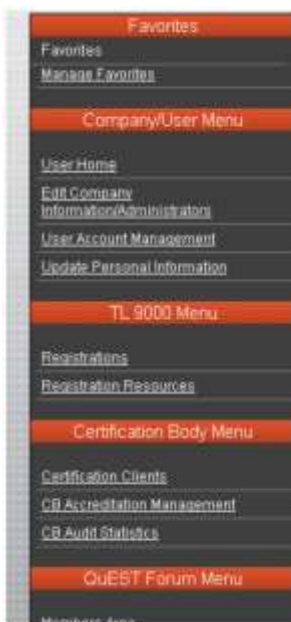 Favorites
Favorites
Manage Favorites
Company/User Menu
User Home
Edit Company
Information/Administrators
User Account Management
Update Personal Information
TL 9000 Menu
Registrations
Registration Resources
Certification Body Menu
Certification Clients
CB Accreditation Management
CB Audit Statistics
QuEST Forum Menu
Members Area